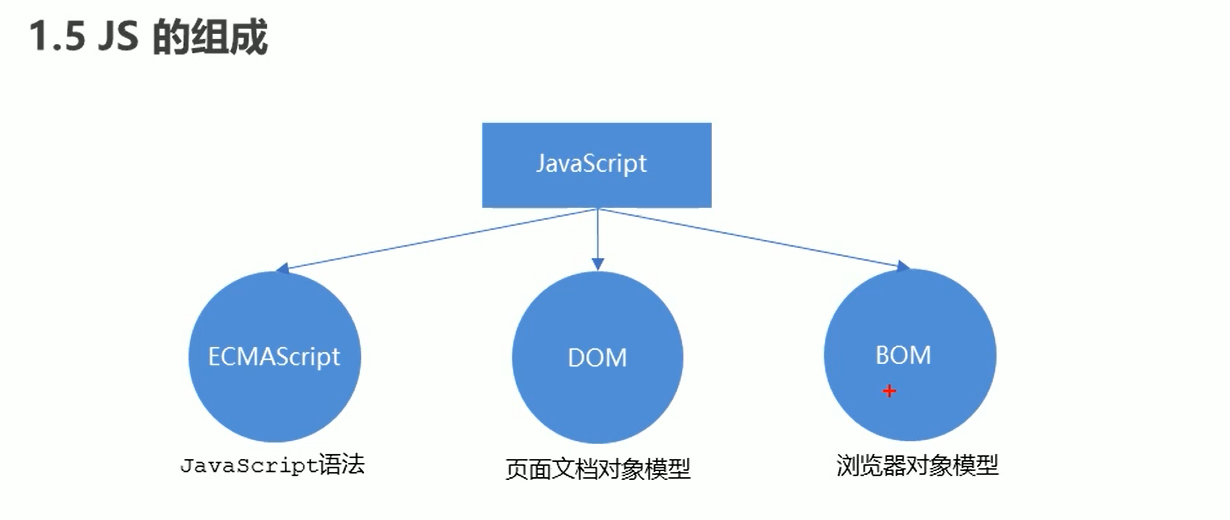 1.5 JS 的组成
JavaScript
ECMAScript
DOM
BOM
JavaScript语法
页面文档对象模型
浏览器对象模型